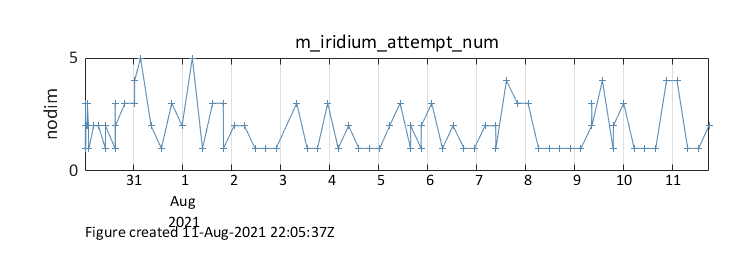 m_iridium_attempt_num
5
nodim
0
31 1 2 3 4 5 6 7 8 9 10 11
Aug
2021
Figure created 11-Aug-2021 22:05:37Z